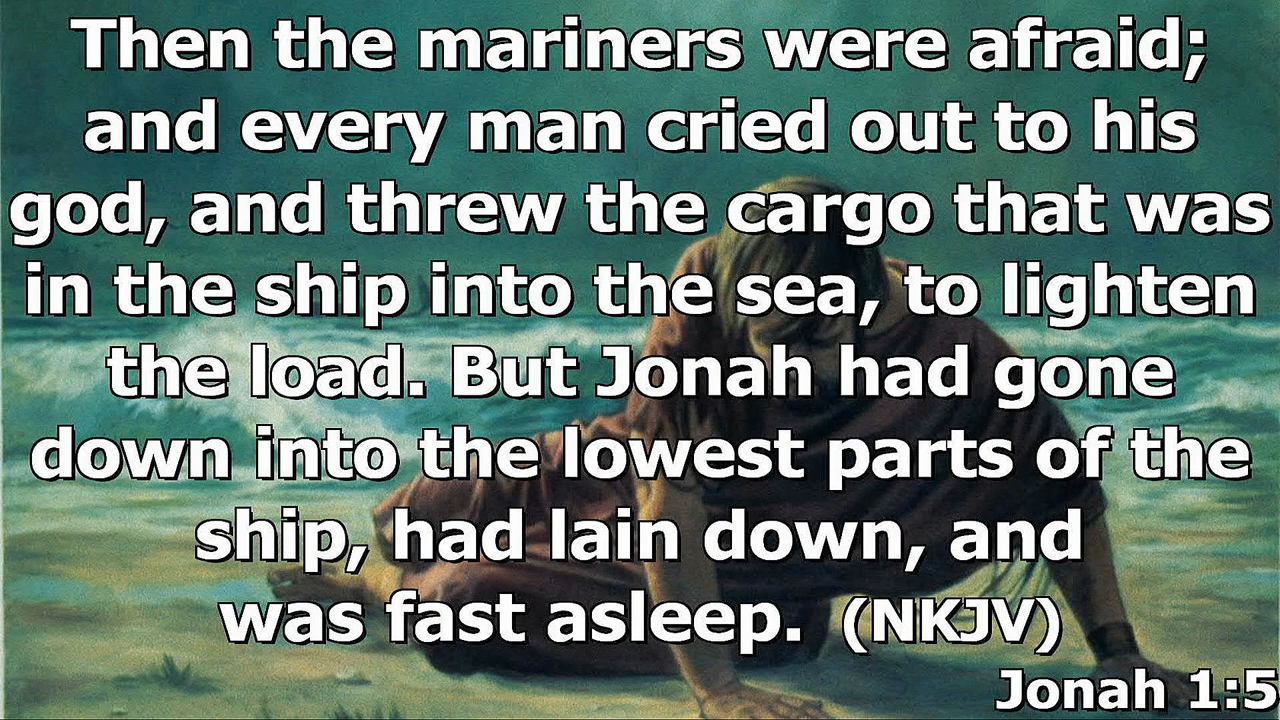 Then the mariners were afraid;
and every man cried out to his
god, and threw the cargo that was
in the ship into the sea, to lighten
the load. But Jonah had gone
down into the lowest parts of the
ship, had lain down, and
was fast asleep. (NKJV)
Jonah 1:5